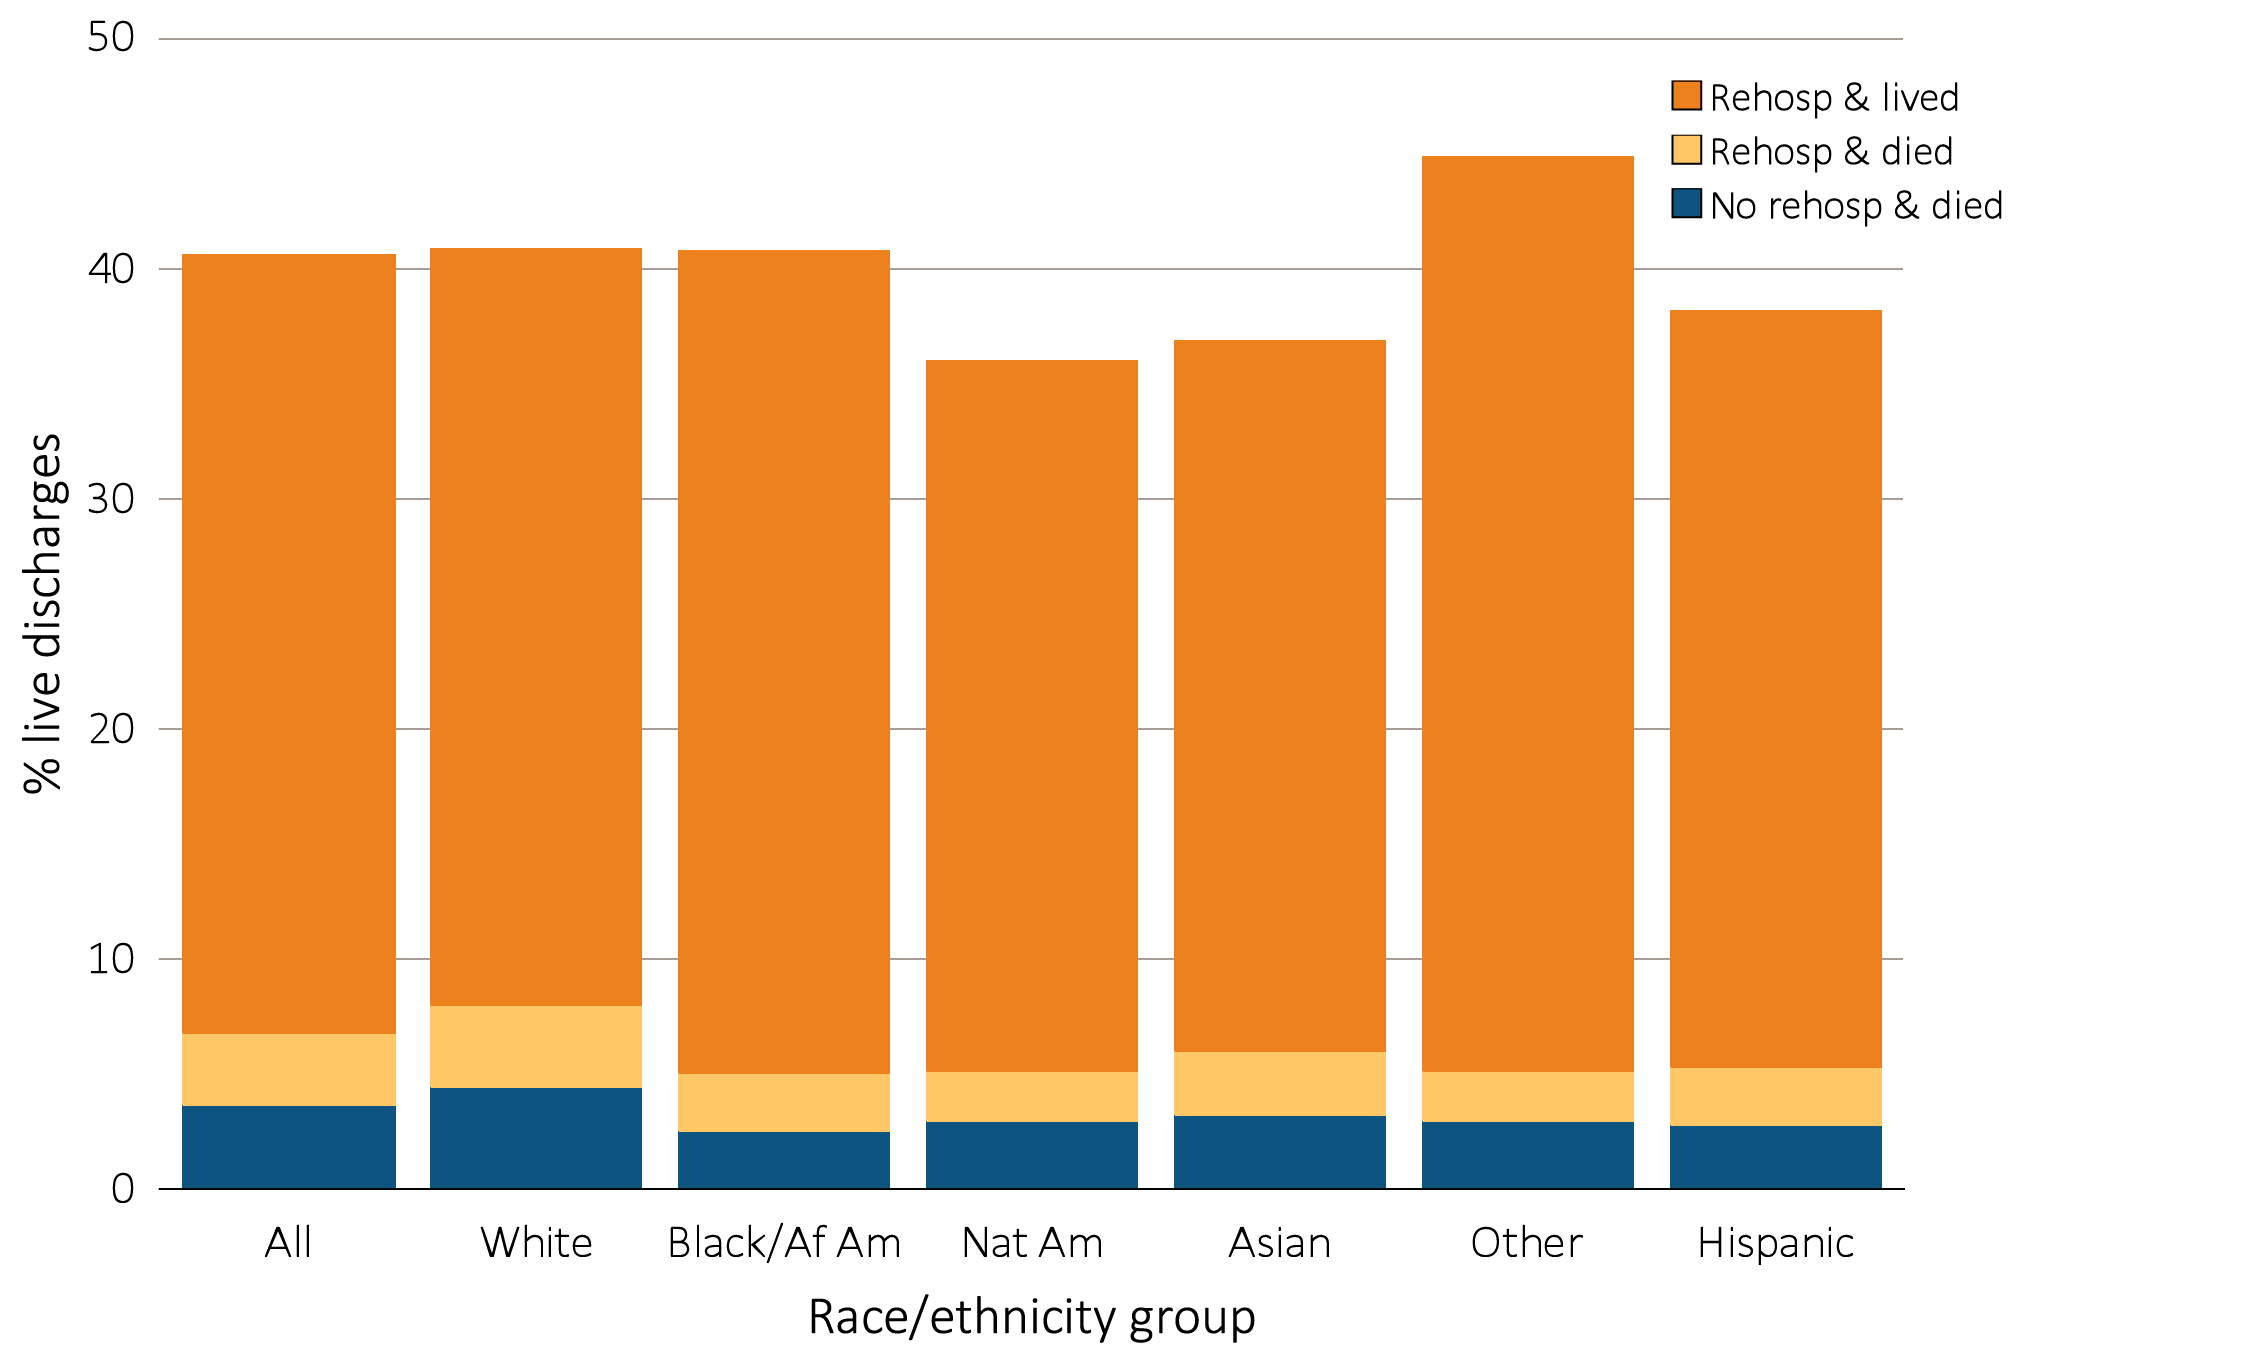 50
40
30
20
10
0
% live discharges
Rehosp & lived
Rehosp & died
No rehosp & died
All
White
Black/Af Am
Nat Am
Asian
Other
Hispanic
Race/ethnicity group